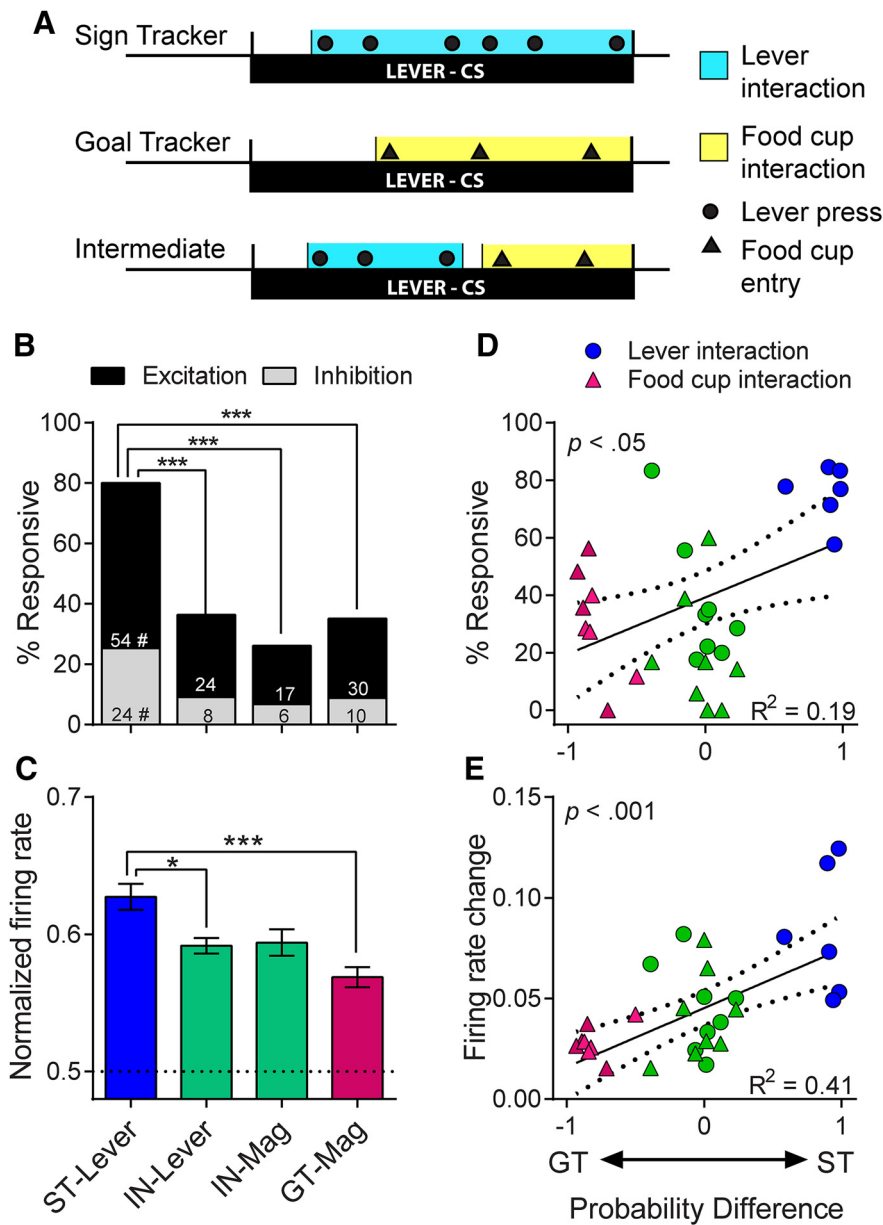 A
Sign Tracker
LEVER - CS
Goal Tracker
LEVER - CS
Intermediate
LEVER - CS
Lever
interaction
Food cup
interaction
Lever press
Food cup
entry
B
Excitation
Inhibition
***
***
***
100
80
60
40
20
0
% Responsive
54 #
24 #
24
8
17
6
30
10
C
0.7
0.6
0.5
Normalized firing rate
***
*
ST-Lever
IN-Lever
IN-Mag
GT-Mag
D
Lever interaction
Food cup interaction
p < .05
100
80
60
40
20
0
% Responsive
R2 = 0.19
-1
0
1
E
p < .001
0.15
0.10
0.05
0.00
Firing rate change
R2 = 0.41
-1
0
1
GT
ST
Probability Difference